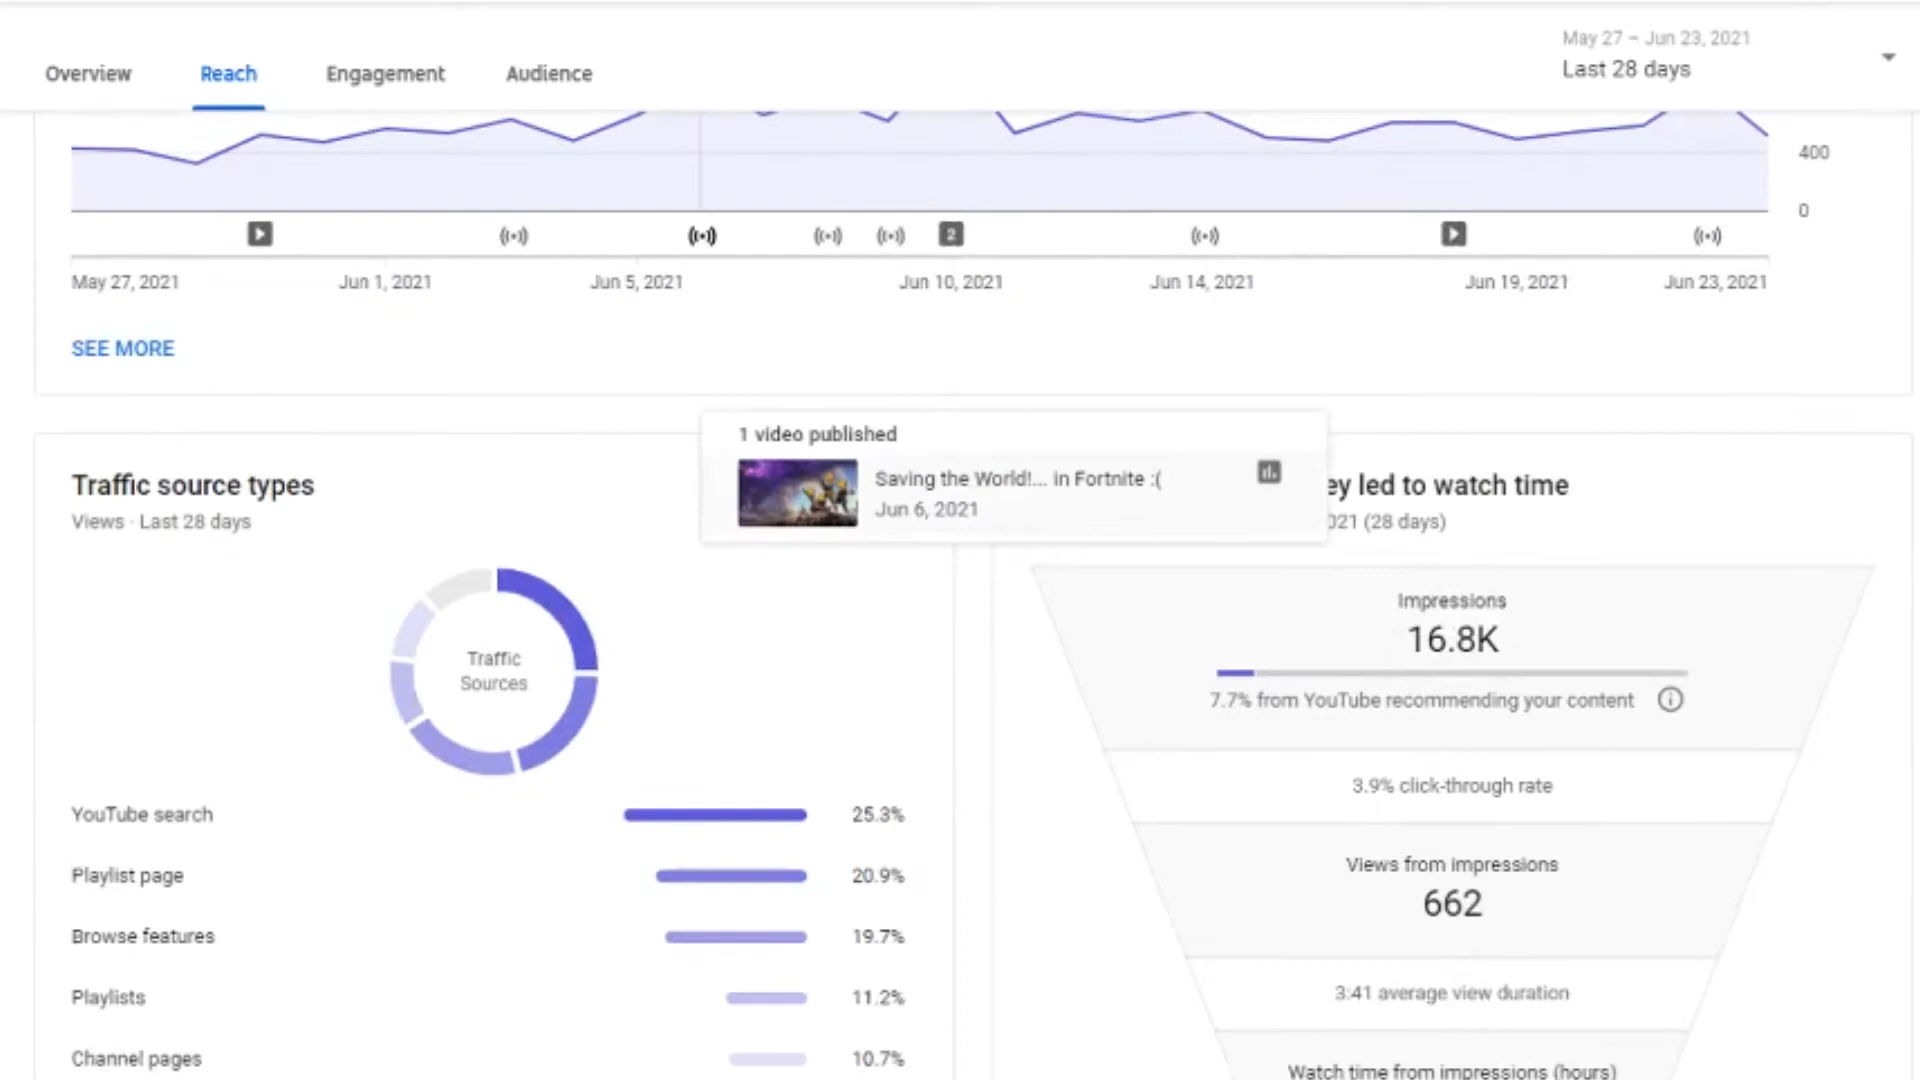 May 27 – Jun 23, 2021
Overview Reach Engagement Audience Last 28 days
400
0
2
May 27, 2021 Jun 1, 2021 Jun 5, 2021 Jun 10, 2021 Jun 14, 2021 Jun 19, 2021 Jun 23, 2021
SEE MORE
1 video published
Saving the World!... in Fortnite :(
Jun 6, 2021
Traffic source types
Views · Last 28 days
Traffic
Sources
YouTube search 25.3%
Playlist page 20.9%
Browse features 19.7%
Playlists 11.2%
Channel pages 10.7%
ey led to watch time
021 (28 days)
Impressions
16.8K
7.7% from YouTube recommending your content
3.9% click-through rate
Views from impressions
662
3:41 average view duration
Watch time from impressions (hours)